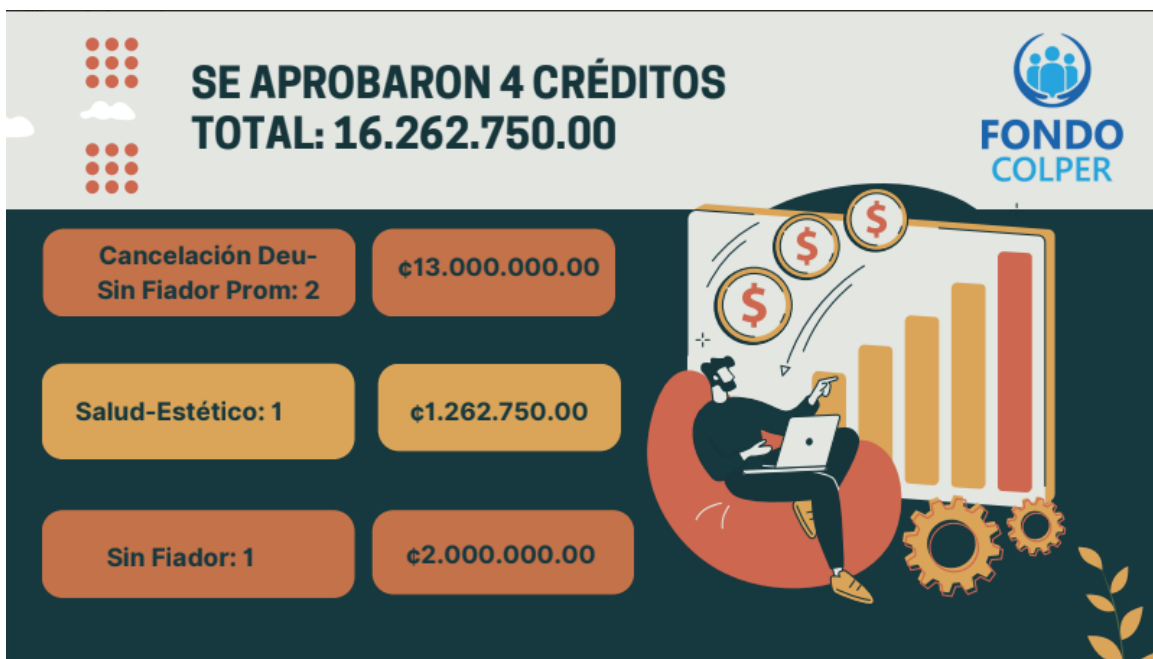 SE APROBARON 4 CRÉDITOS
TOTAL: 16.262.750.00
FONDO
COLPER
Cancelación Deu-
Sin Fiador Prom: 2
¢13.000.000.00
Salud-Estético: 1
¢1.262.750.00
Sin Fiador: 1
¢2.000.000.00
$
$
$